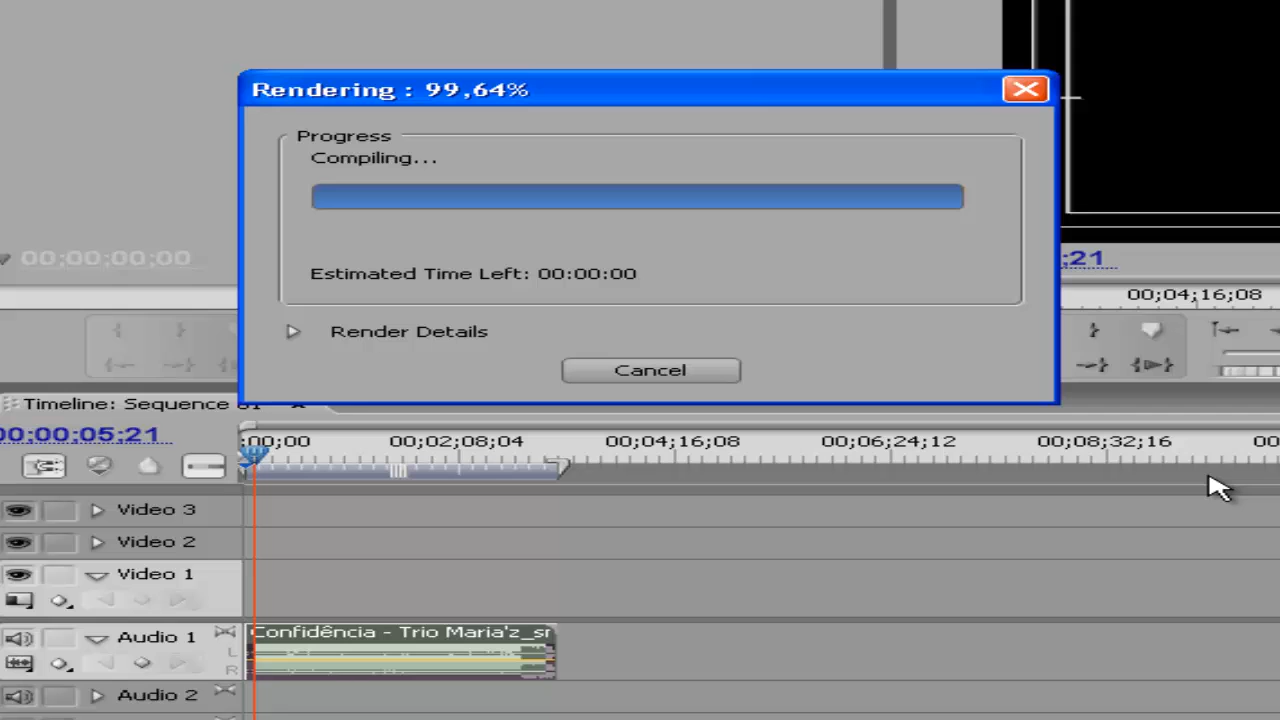 Rendering : 99,64%
Progress
Compiling...
00;00;00;00
Estimated Time Left: 00:00:00
;21
00;04;16;08
Render Details
Cancel
Timeline: Sequence 01
00;00;05;21
;00;00 00;02;08;04 00;04;16;08 00;06;24;12 00;08;32;16 00
Video 3
Video 2
Video 1
Audio 1
Confidência - Trio Maria'z_sr
L
R
Audio 2